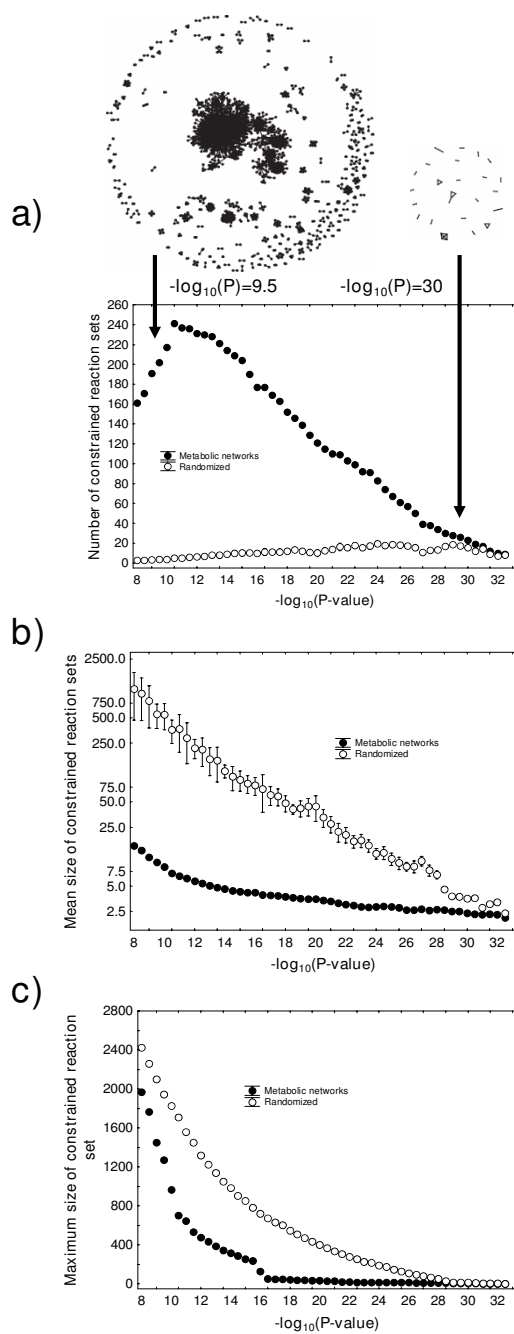 a)
-log10(P)=9.5
-log10(P)=30
Number of constrained reaction sets
260
240
220
200
180
160
140
120
100
80
60
40
20
0
Metabolic networks
Randomized
8 10 12 14 16 18 20 22 24 26 28 30 32
-log10(P-value)
b)
Mean size of constrained reaction sets
2500.0
750.0
500.0
250.0
75.0
50.0
25.0
7.5
5.0
2.5
Metabolic networks
Randomized
8 10 12 14 16 18 20 22 24 26 28 30 32
-log10(P-value)
c)
Maximum size of constrained reaction
set
2800
2400
2000
1600
1200
800
400
0
Metabolic networks
Randomized
8 10 12 14 16 18 20 22 24 26 28 30 32
-log10(P-value)